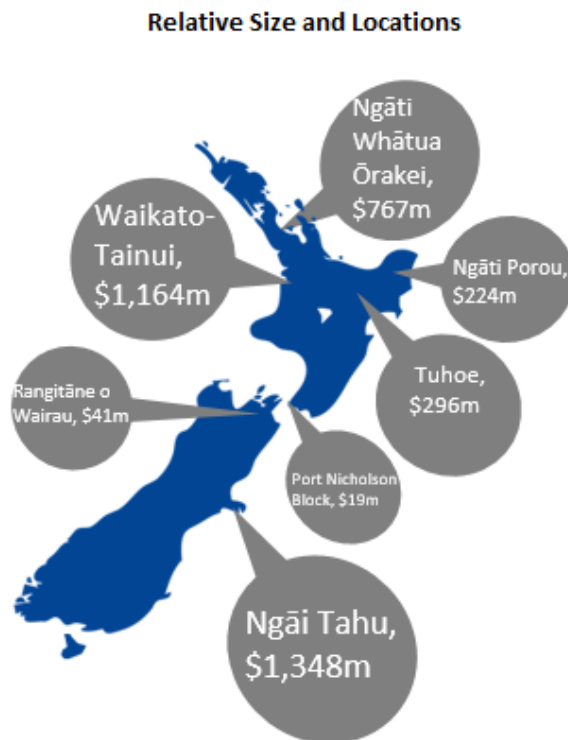 Relative Size and Locations
Ngāti
Whātua
Ōrakei,
$767m
Waikato-
Tainui,
$1,164m
Ngāti Porou,
$224m
Tuhoe,
$296m
Rangitāne o
Wairau, $41m
Port Nicholson
Block, $19m
Ngāi Tahu,
$1,348m